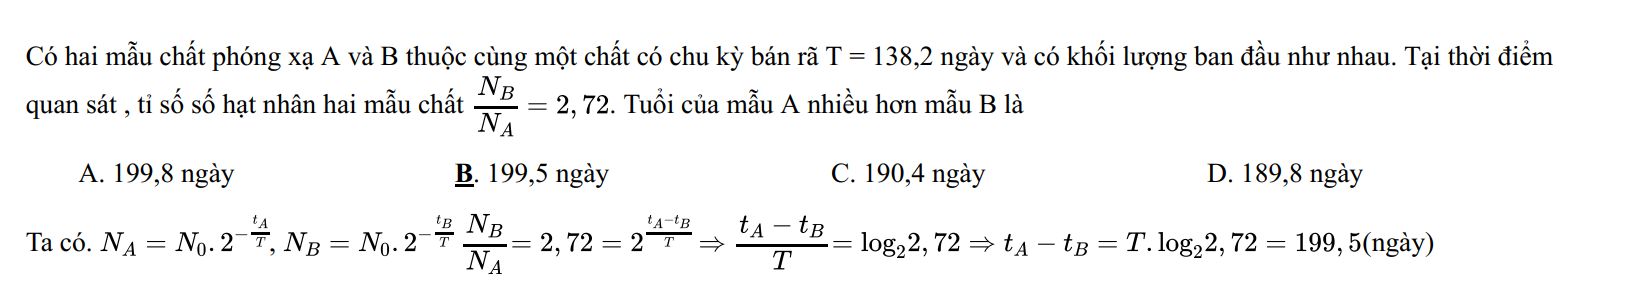 Có hai mẫu chất phóng xạ A và B thuộc cùng một chất có chu kỳ bán rã T = 138,2 ngày và có khối lượng ban đầu như nhau. Tại thời điểm
quan sát , tỉ số số hạt nhân hai mẫu chất $\frac{N_B}{N_A} = 2,72$. Tuổi của mẫu A nhiều hơn mẫu B là
A. 199,8 ngày B. 199,5 ngày C. 190,4 ngày D. 189,8 ngày
Ta có. $N_A = N_0.2^{-\frac{t_A}{T}}, N_B = N_0.2^{-\frac{t_B}{T}} \frac{N_B}{N_A} = 2,72 = 2^{\frac{t_A - t_B}{T}} \Rightarrow \frac{t_A - t_B}{T} = \log_2 2,72 \Rightarrow t_A - t_B = T.\log_2 2,72 = 199,5$(ngày)